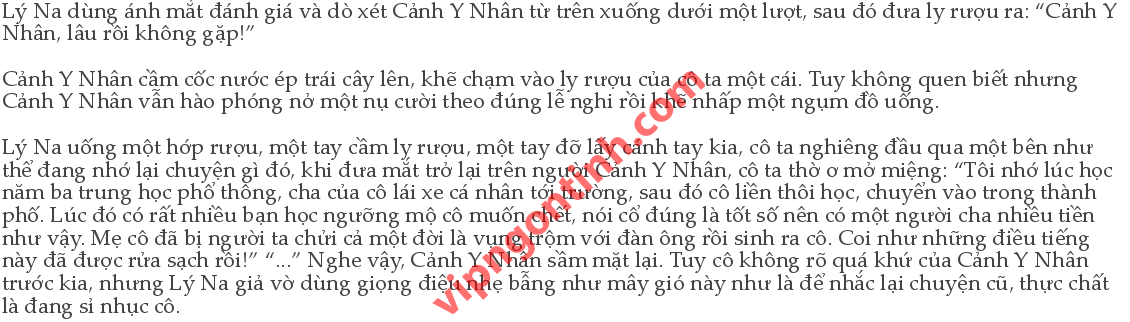 Lý Na dùng ánh mắt đánh giá và dò xét Cảnh Y Nhân từ trên xuống dưới một lượt, sau đó đưa ly rượu ra: “Cảnh Y
Nhân, lâu rồi không gặp!”
Cảnh Y Nhân cầm cốc nước ép trái cây lên, khẽ chạm vào ly rượu của cô ta một cái. Tuy không quen biết nhưng
Cảnh Y Nhân vẫn hào phóng nở một nụ cười theo đúng lễ nghi rồi khẽ nhấp một ngụm đồ uống.
Lý Na uống một hớp rượu, một tay cầm ly rượu, một tay đỡ lấy cánh tay kia, cô ta nghiêng đầu qua một bên như
thể đang nhớ lại chuyện gì đó, khi đưa mắt trở lại trên người Cảnh Y Nhân, cô ta thờ ơ mở miệng: “Tôi nhớ lúc học
năm ba trung học phổ thông, cha của cô lái xe cá nhân tới trường, sau đó cô liền thôi học, chuyển vào trong thành
phố. Lúc đó có rất nhiều bạn học ngưỡng mộ cô muốn chết, nói cổ đúng là tốt số nên có một người cha nhiều tiền
như vậy. Mẹ cô đã bị người ta chửi cả một đời là vụng trộm với đàn ông rồi sinh ra cô. Coi như những điều tiếng
này đã được rửa sạch rồi!” “...” Nghe vậy, Cảnh Y Nhân sầm mặt lại. Tuy cô không rõ quá khứ của Cảnh Y Nhân
trước kia, nhưng Lý Na giả vờ dùng giọng điệu nhẹ bẫng như mây gió này như là để nhắc lại chuyện cũ, thực chất
là đang sỉ nhục cô.
vipngontinh.com